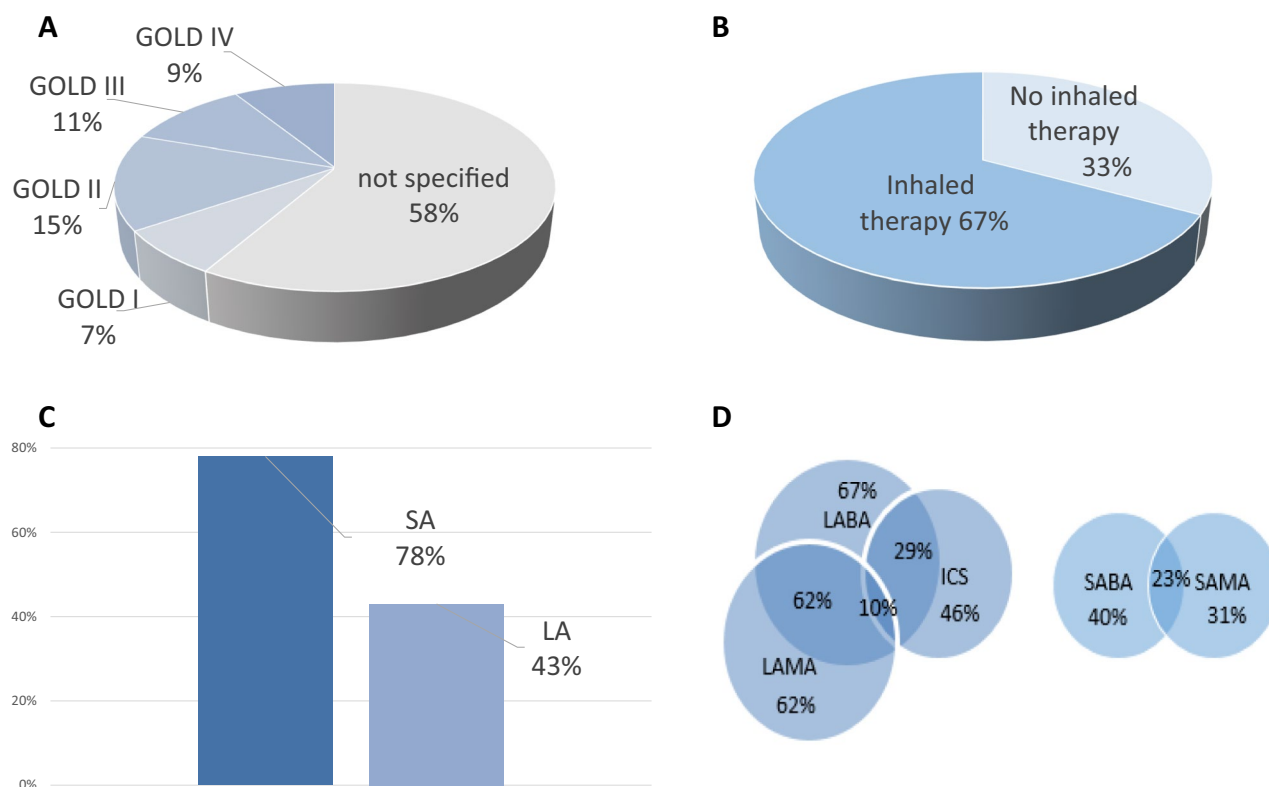 A
GOLD IV
9%
GOLD III
11%
GOLD II
15%
GOLD I
7%
not specified
58%
B
No inhaled
therapy
33%
Inhaled
therapy 67%
C
80%
60%
40%
20%
0%
SA
78%
LA
43%
D
67%
LABA
29%
ICS
46%
62%
10%
LAMA
62%
SABA
40%
23%
SAMA
31%